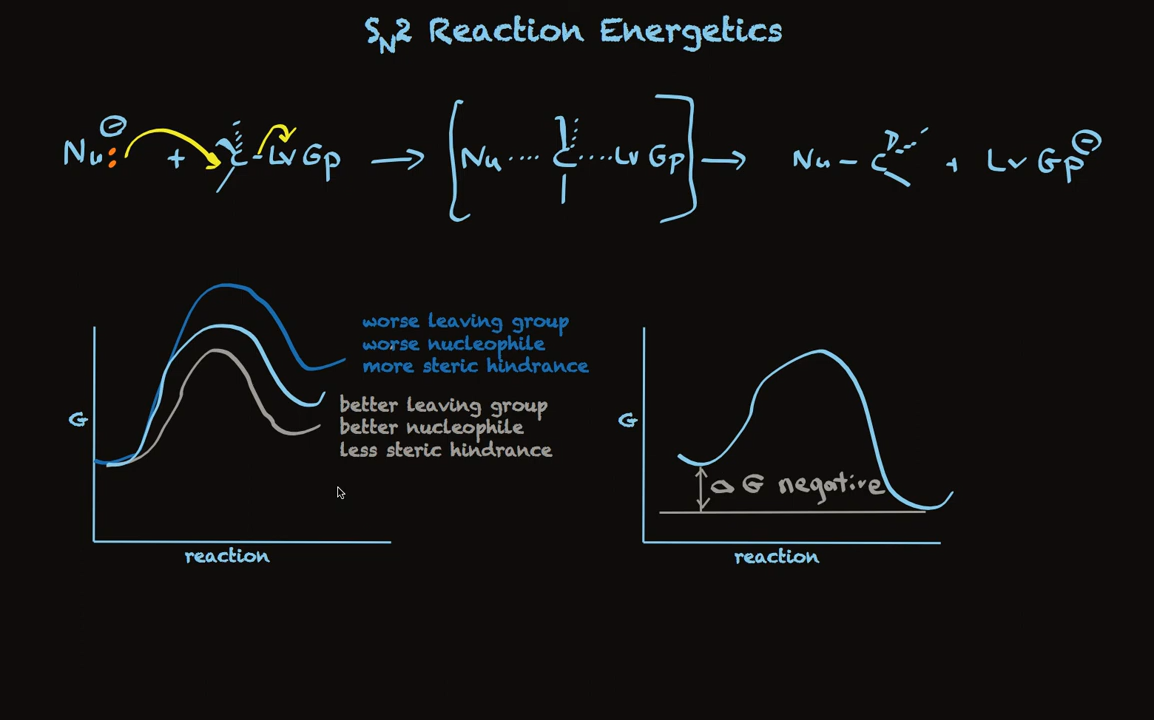 SN2 Reaction Energetics
Nu:⊖ + C-Lv Gp → [Nu····C····Lv Gp] → Nu-C + Lv Gp⊖
worse leaving group
worse nucleophile
more steric hindrance
better leaving group
better nucleophile
less steric hindrance
G
reaction
G
ΔG negative
reaction